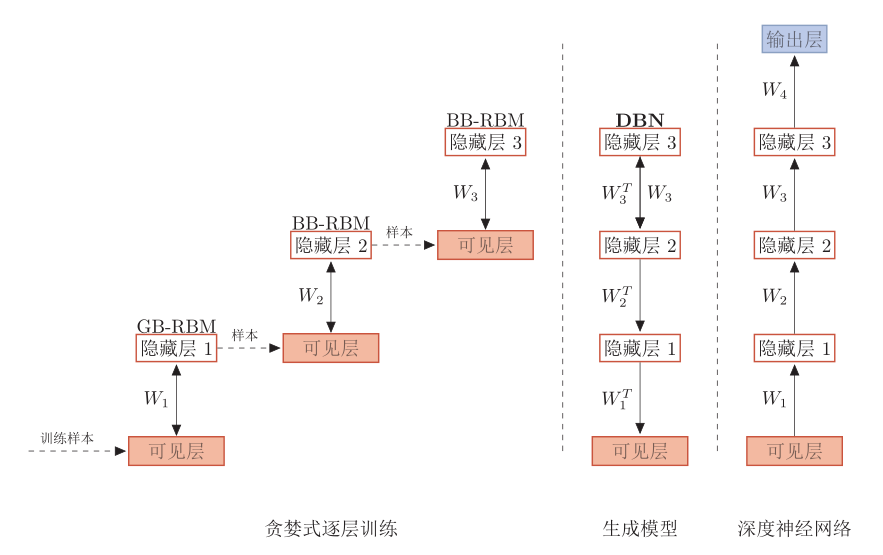 输出层
W4
BB-RBM
隐藏层 3
DBN
隐藏层 3
隐藏层 3
W3
W3^T
W3
W3
BB-RBM
隐藏层 2
样本
可见层
隐藏层 2
隐藏层 2
W2
W2^T
W2
GB-RBM
隐藏层 1
样本
可见层
隐藏层 1
隐藏层 1
W1
W1^T
W1
训练样本
可见层
可见层
可见层
贪婪式逐层训练
生成模型
深度神经网络